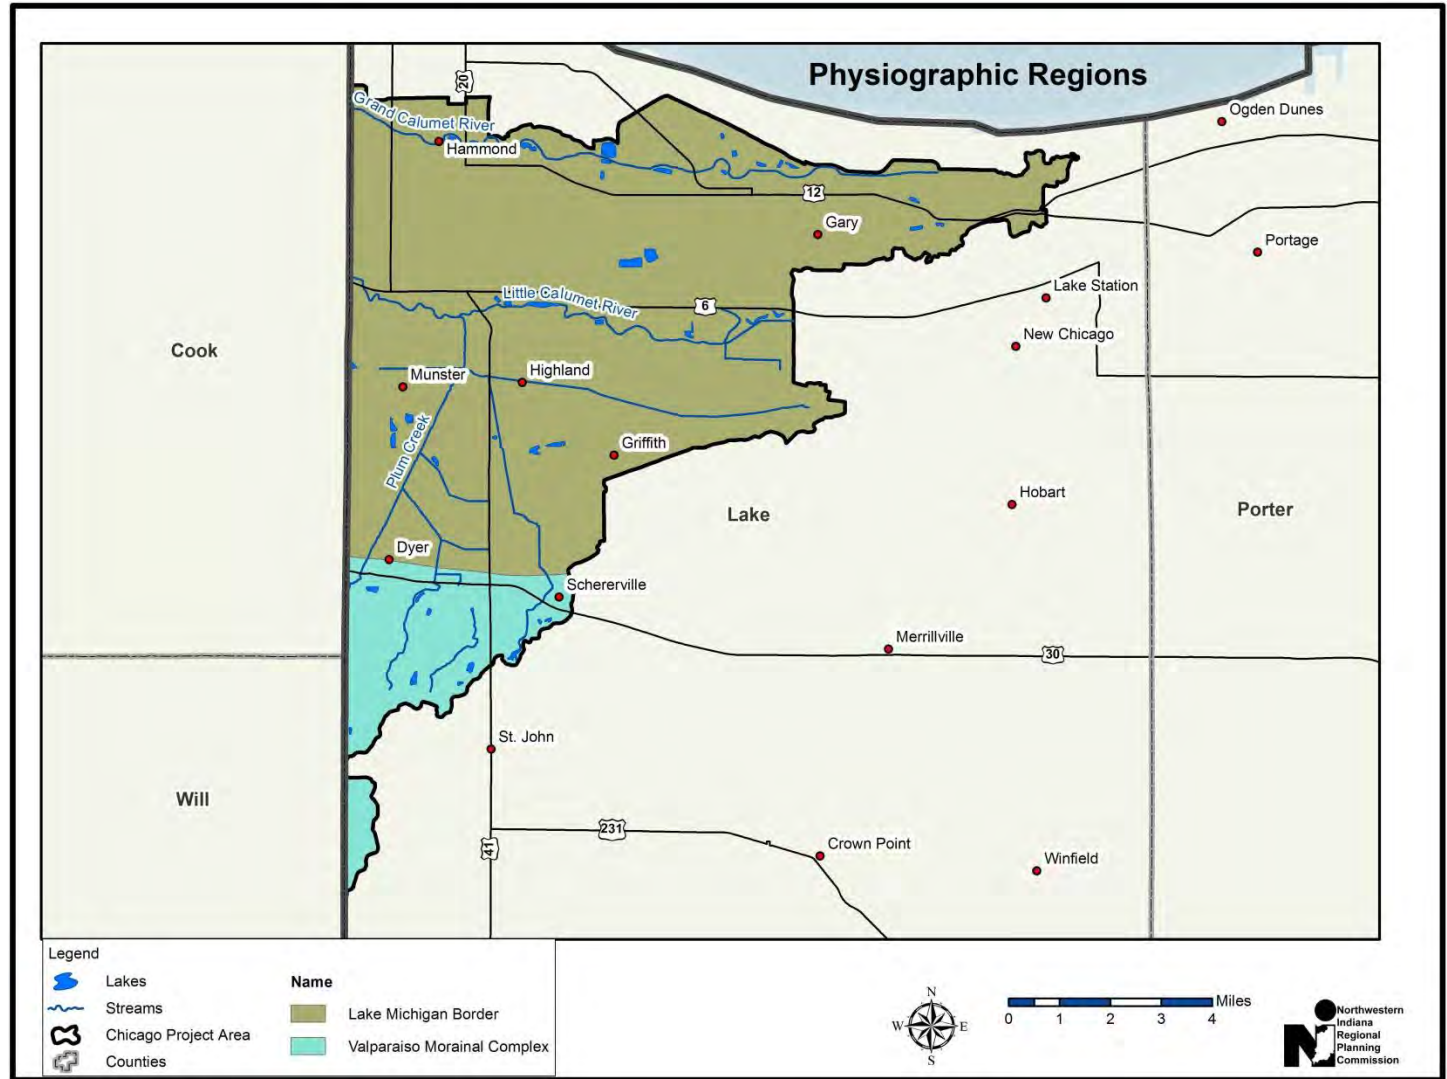 Physiographic Regions
20
Grand Calumet River
Hammond
Ogden Dunes
12
Gary
Portage
Lake Station
Little Calumet River
6
New Chicago
Cook
Munster
Highland
Plum Creek
Griffith
Hobart
Lake
Porter
Dyer
Schererville
Merrillville
30
St. John
Will
231
41
Crown Point
Winfield
Legend
Lakes
Streams
Chicago Project Area
Counties
Name
Lake Michigan Border
Valparaiso Morainal Complex
N
W
E
S
Miles
0 1 2 3 4
Northwestern
Indiana
Regional
Planning
Commission